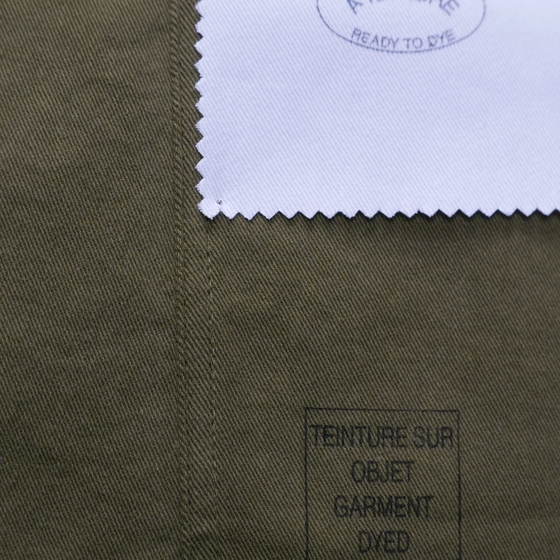 READY TO DYE
TEINTURE SUR
OBJET
GARMENT
DYED